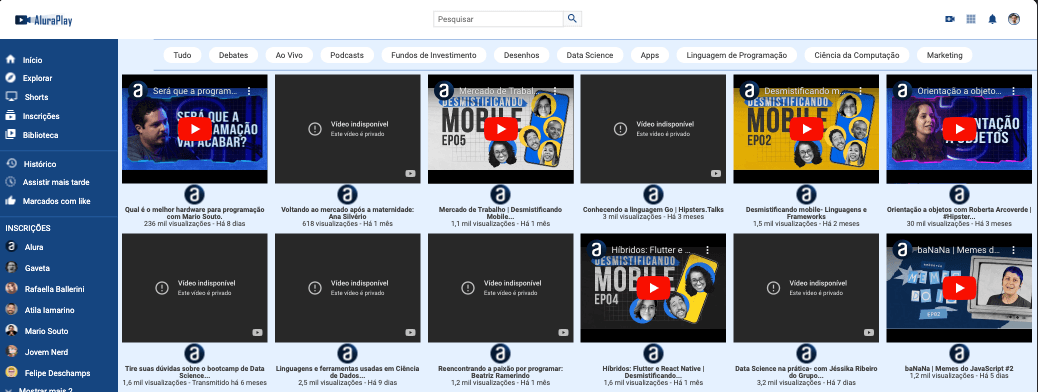 AluraPlay
Pesquisar
Início
Explorar
Shorts
Inscrições
Biblioteca
Histórico
Assistir mais tarde
Marcados com like
INSCRIÇÕES
Alura
Gaveta
Rafaella Ballerini
Atila Iamarino
Mario Souto
Jovem Nerd
Felipe Deschamps
Mostrar mais 2
Tudo
Debates
Ao Vivo
Podcasts
Fundos de Investimento
Desenhos
Data Science
Apps
Linguagem de Programação
Ciência da Computação
Marketing
Será que a program...
SERÁ QUE A
VAI ACABAR?
Qual é o melhor hardware para programação
com Mario Souto.
236 mil visualizações - Há 8 dias
Vídeo indisponível
Este vídeo é privado
Voltando ao mercado após a maternidade:
Ana Silvério
618 visualizações - Há 1 mês
Mercado de Trabal...
DESMISTIFICANDO
MOBILE
EP05
Mercado de Trabalho | Desmistificando
Mobile...
1,1 mil visualizações - Há 1 mês
Vídeo indisponível
Este vídeo é privado
Conhecendo a linguagem Go | Hipsters.Talks
3 mil visualizações - Há 3 meses
Desmistificando m...
DESMISTIFICANDO
MOBILE
EP02
Desmistificando mobile- Linguagens e
Frameworks
1,5 mil visualizações - Há 2 meses
Orientação a objeto...
A OBJETOS
Orientação a objetos com Roberta Arcoverde |
#Hipster...
30 mil visualizações - Há 3 meses
Vídeo indisponível
Este vídeo é privado
Tire suas dúvidas sobre o bootcamp de Data
Science...
1,6 mil visualizações - Transmitido há 6 meses
Vídeo indisponível
Este vídeo é privado
Linguagens e ferramentas usadas em Ciência
de Dados...
2,5 mil visualizações - Há 9 dias
Vídeo indisponível
Este vídeo é privado
Reencontrando a paixão por programar:
Beatriz Ramerindo
1,2 mil visualizações - Há 1 mês
Híbridos: Flutter e ...
DESMISTIFICANDO
MOBILE
EP04
Híbridos: Flutter e React Native | Desmistificando...
1,6 mil visualizações - Há 1 mês
Vídeo indisponível
Este vídeo é privado
Data Science na prática- com Jéssika Ribeiro
do Grupo...
3,2 mil visualizações - Há 7 dias
baNaNa | Memes d...
MEMES
EP02
baNaNa | Memes do JavaScript #2
1,2 mil visualizações - Há 5 dias